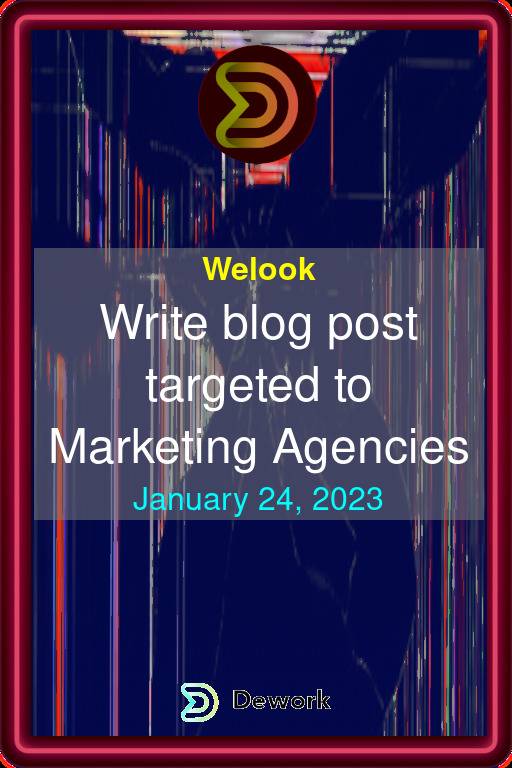 Welook
Write blog post
targeted to
Marketing Agencies
January 24, 2023
Dework